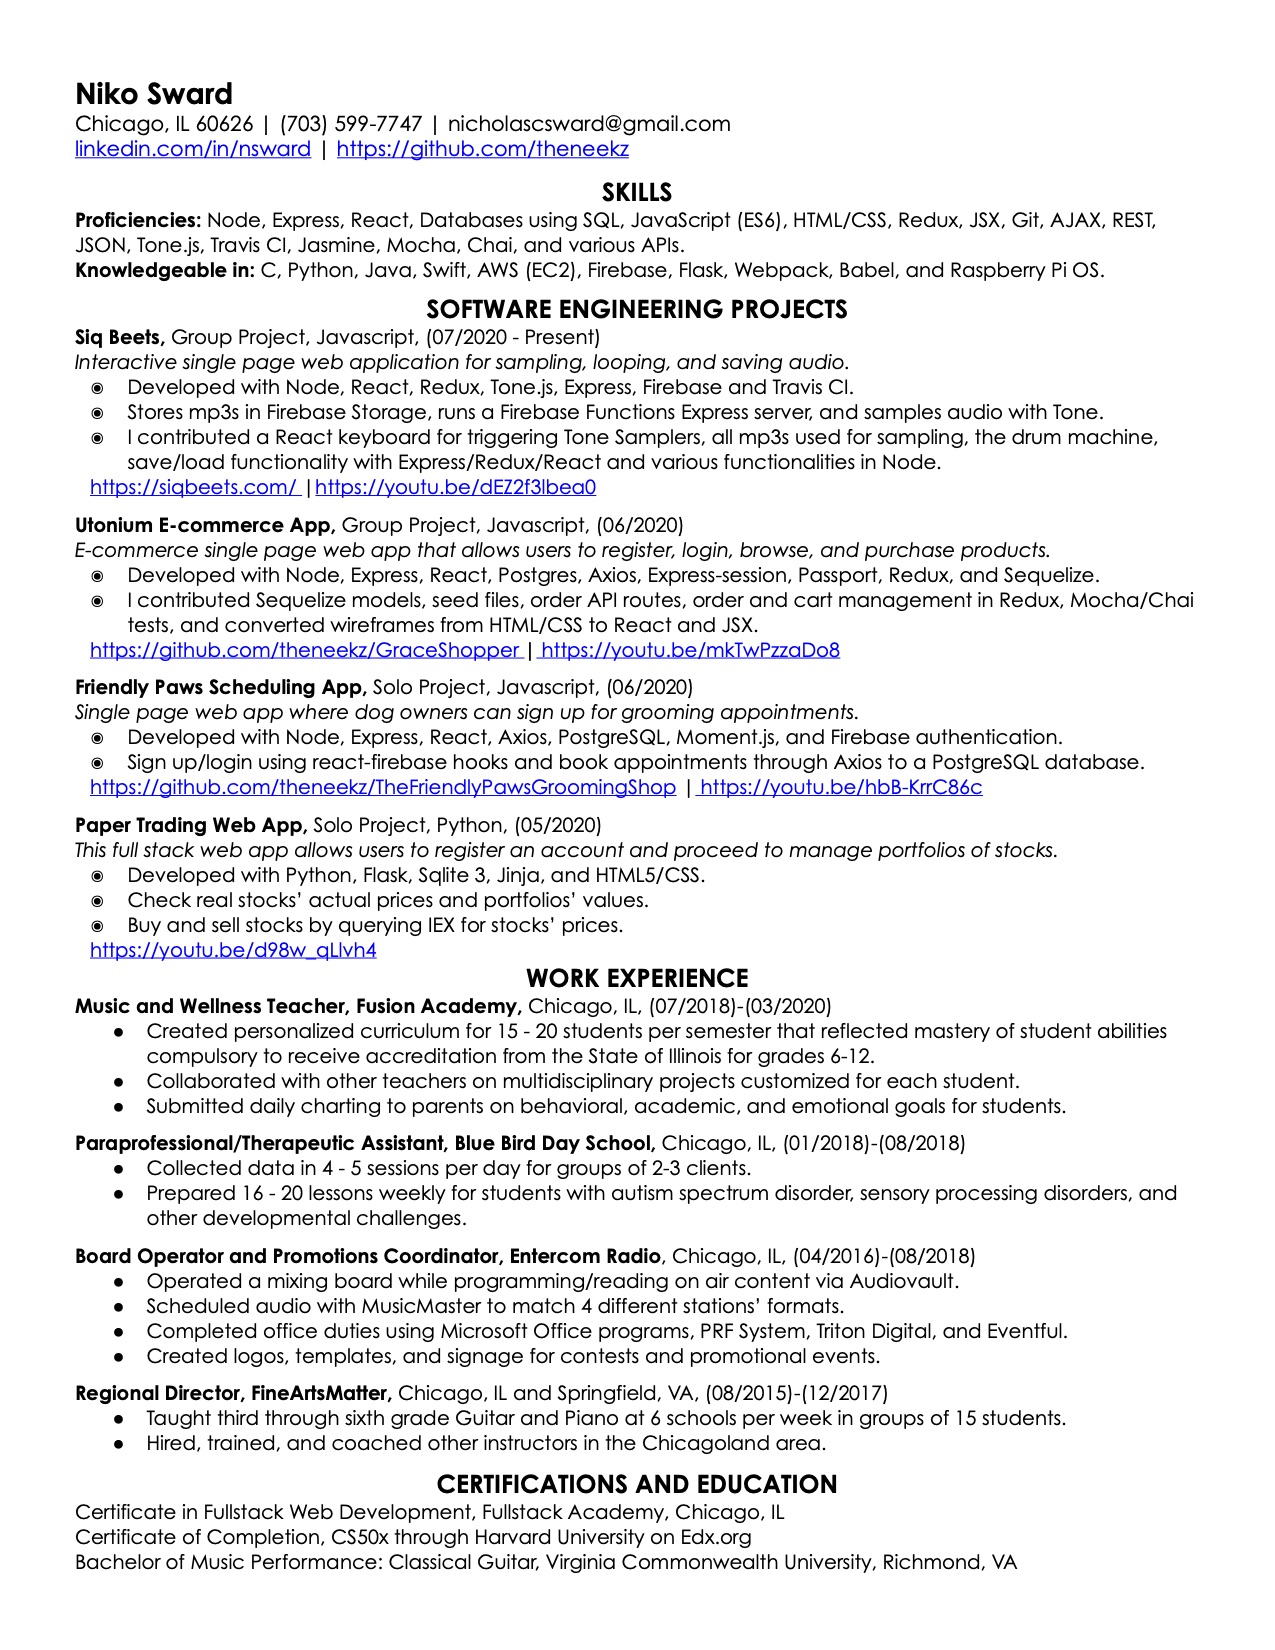 Niko Sward
Chicago, IL 60626 | (703) 599-7747 | nicholascsward@gmail.com
linkedin.com/in/nsward | https://github.com/theneekz
SKILLS
Proficiencies: Node, Express, React, Databases using SQL, JavaScript (ES6), HTML/CSS, Redux, JSX, Git, AJAX, REST,
JSON, Tone.js, Travis CI, Jasmine, Mocha, Chai, and various APIs.
Knowledgeable in: C, Python, Java, Swift, AWS (EC2), Firebase, Flask, Webpack, Babel, and Raspberry Pi OS.
SOFTWARE ENGINEERING PROJECTS
Siq Beets, Group Project, Javascript, (07/2020 - Present)
Interactive single page web application for sampling, looping, and saving audio.
◉ Developed with Node, React, Redux, Tone.js, Express, Firebase and Travis CI.
◉ Stores mp3s in Firebase Storage, runs a Firebase Functions Express server, and samples audio with Tone.
◉ I contributed a React keyboard for triggering Tone Samplers, all mp3s used for sampling, the drum machine,
save/load functionality with Express/Redux/React and various functionalities in Node.
https://siqbeets.com/ |https://youtu.be/dEZ2f3lbea0
Utonium E-commerce App, Group Project, Javascript, (06/2020)
E-commerce single page web app that allows users to register, login, browse, and purchase products.
◉ Developed with Node, Express, React, Postgres, Axios, Express-session, Passport, Redux, and Sequelize.
◉ I contributed Sequelize models, seed files, order API routes, order and cart management in Redux, Mocha/Chai
tests, and converted wireframes from HTML/CSS to React and JSX.
https://github.com/theneekz/GraceShopper | https://youtu.be/mkTwPzzaDo8
Friendly Paws Scheduling App, Solo Project, Javascript, (06/2020)
Single page web app where dog owners can sign up for grooming appointments.
◉ Developed with Node, Express, React, Axios, PostgreSQL, Moment.js, and Firebase authentication.
◉ Sign up/login using react-firebase hooks and book appointments through Axios to a PostgreSQL database.
https://github.com/theneekz/TheFriendlyPawsGroomingShop | https://youtu.be/hbB-KrrC86c
Paper Trading Web App, Solo Project, Python, (05/2020)
This full stack web app allows users to register an account and proceed to manage portfolios of stocks.
◉ Developed with Python, Flask, Sqlite 3, Jinja, and HTML5/CSS.
◉ Check real stocks’ actual prices and portfolios’ values.
◉ Buy and sell stocks by querying IEX for stocks’ prices.
https://youtu.be/d98w_qLlvh4
WORK EXPERIENCE
Music and Wellness Teacher, Fusion Academy, Chicago, IL, (07/2018)-(03/2020)
● Created personalized curriculum for 15 - 20 students per semester that reflected mastery of student abilities
compulsory to receive accreditation from the State of Illinois for grades 6-12.
● Collaborated with other teachers on multidisciplinary projects customized for each student.
● Submitted daily charting to parents on behavioral, academic, and emotional goals for students.
Paraprofessional/Therapeutic Assistant, Blue Bird Day School, Chicago, IL, (01/2018)-(08/2018)
● Collected data in 4 - 5 sessions per day for groups of 2-3 clients.
● Prepared 16 - 20 lessons weekly for students with autism spectrum disorder, sensory processing disorders, and
other developmental challenges.
Board Operator and Promotions Coordinator, Entercom Radio, Chicago, IL, (04/2016)-(08/2018)
● Operated a mixing board while programming/reading on air content via Audiovault.
● Scheduled audio with MusicMaster to match 4 different stations’ formats.
● Completed office duties using Microsoft Office programs, PRF System, Triton Digital, and Eventful.
● Created logos, templates, and signage for contests and promotional events.
Regional Director, FineArtsMatter, Chicago, IL and Springfield, VA, (08/2015)-(12/2017)
● Taught third through sixth grade Guitar and Piano at 6 schools per week in groups of 15 students.
● Hired, trained, and coached other instructors in the Chicagoland area.
CERTIFICATIONS AND EDUCATION
Certificate in Fullstack Web Development, Fullstack Academy, Chicago, IL
Certificate of Completion, CS50x through Harvard University on Edx.org
Bachelor of Music Performance: Classical Guitar, Virginia Commonwealth University, Richmond, VA